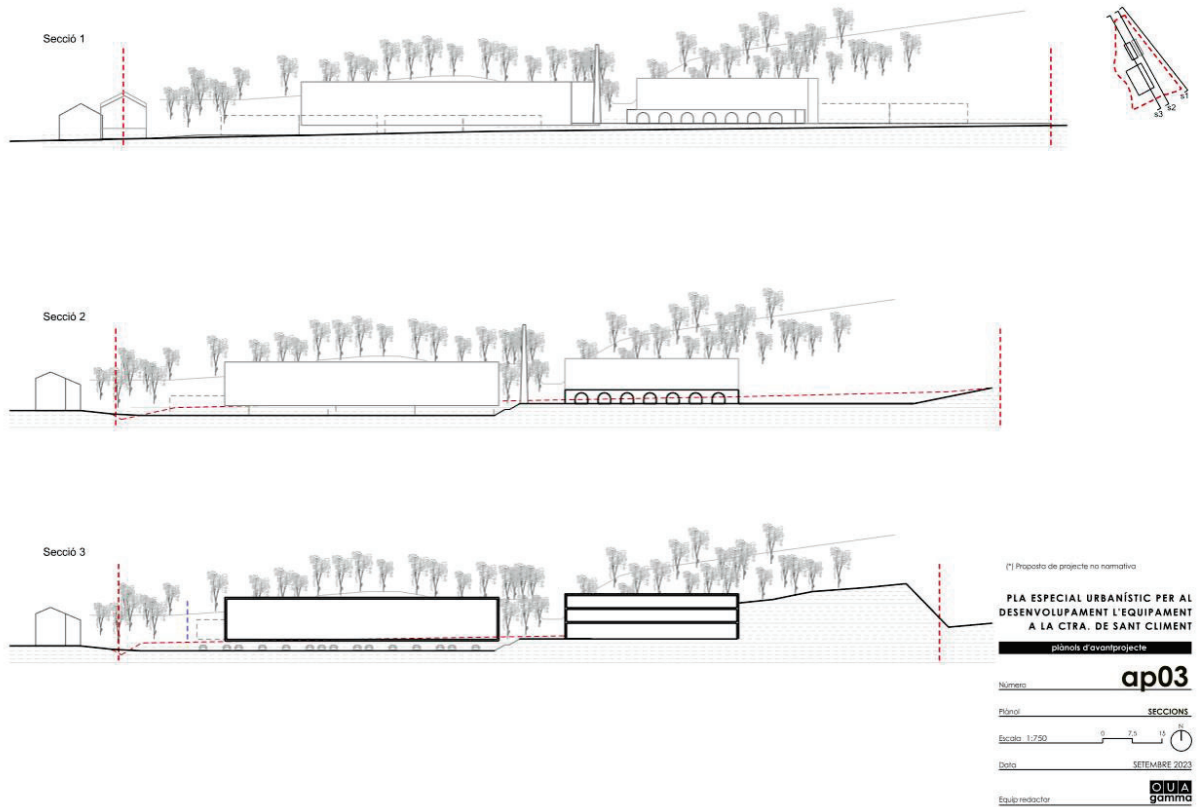 Secció 1
s1
s2
s3
Secció 2
Secció 3
(*) Proposta de projecte no normativa
PLA ESPECIAL URBANÍSTIC PER AL
DESENVOLUPAMENT L'EQUIPAMENT
A LA CTRA. DE SANT CLIMENT
plànols d'avantprojecte
Número ap03
Plànol SECCIONS
Escala 1:750 0 7,5 15 N
Data SETEMBRE 2023
Equip redactor OUA
gamma